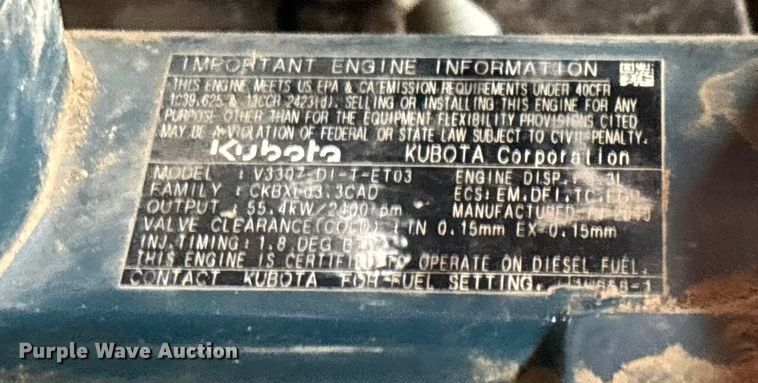 IMPORTANT ENGINE INFORMATION
THIS ENGINE MEETS US EPA & CA EMISSION REQUIREMENTS UNDER 40CFR
1039.625 & 13CCR 2423(d). SELLING OR INSTALLING THIS ENGINE FOR ANY
PURPOSE OTHER THAN FOR THE EQUIPMENT FLEXIBILITY PROVISIONS CITED
MAY BE A VIOLATION OF FEDERAL OR STATE LAW SUBJECT TO CIVIL PENALTY.
Kubota KUBOTA Corporation
MODEL : V3307-DI-T-ET03 ENGINE DISP.
FAMILY : ECS: EM,DFI,TC,
OUTPUT : 55.4kW/2400rpm MANUFACTURED
VALVE CLEARANCE(COLD) : IN 0.15mm EX 0.15mm
INJ.TIMING: 1.8 DEG
THIS ENGINE IS CERTIFIED TO OPERATE ON DIESEL FUEL.
CONTACT KUBOTA FOR FUEL SETTING.
Purple Wave Auction